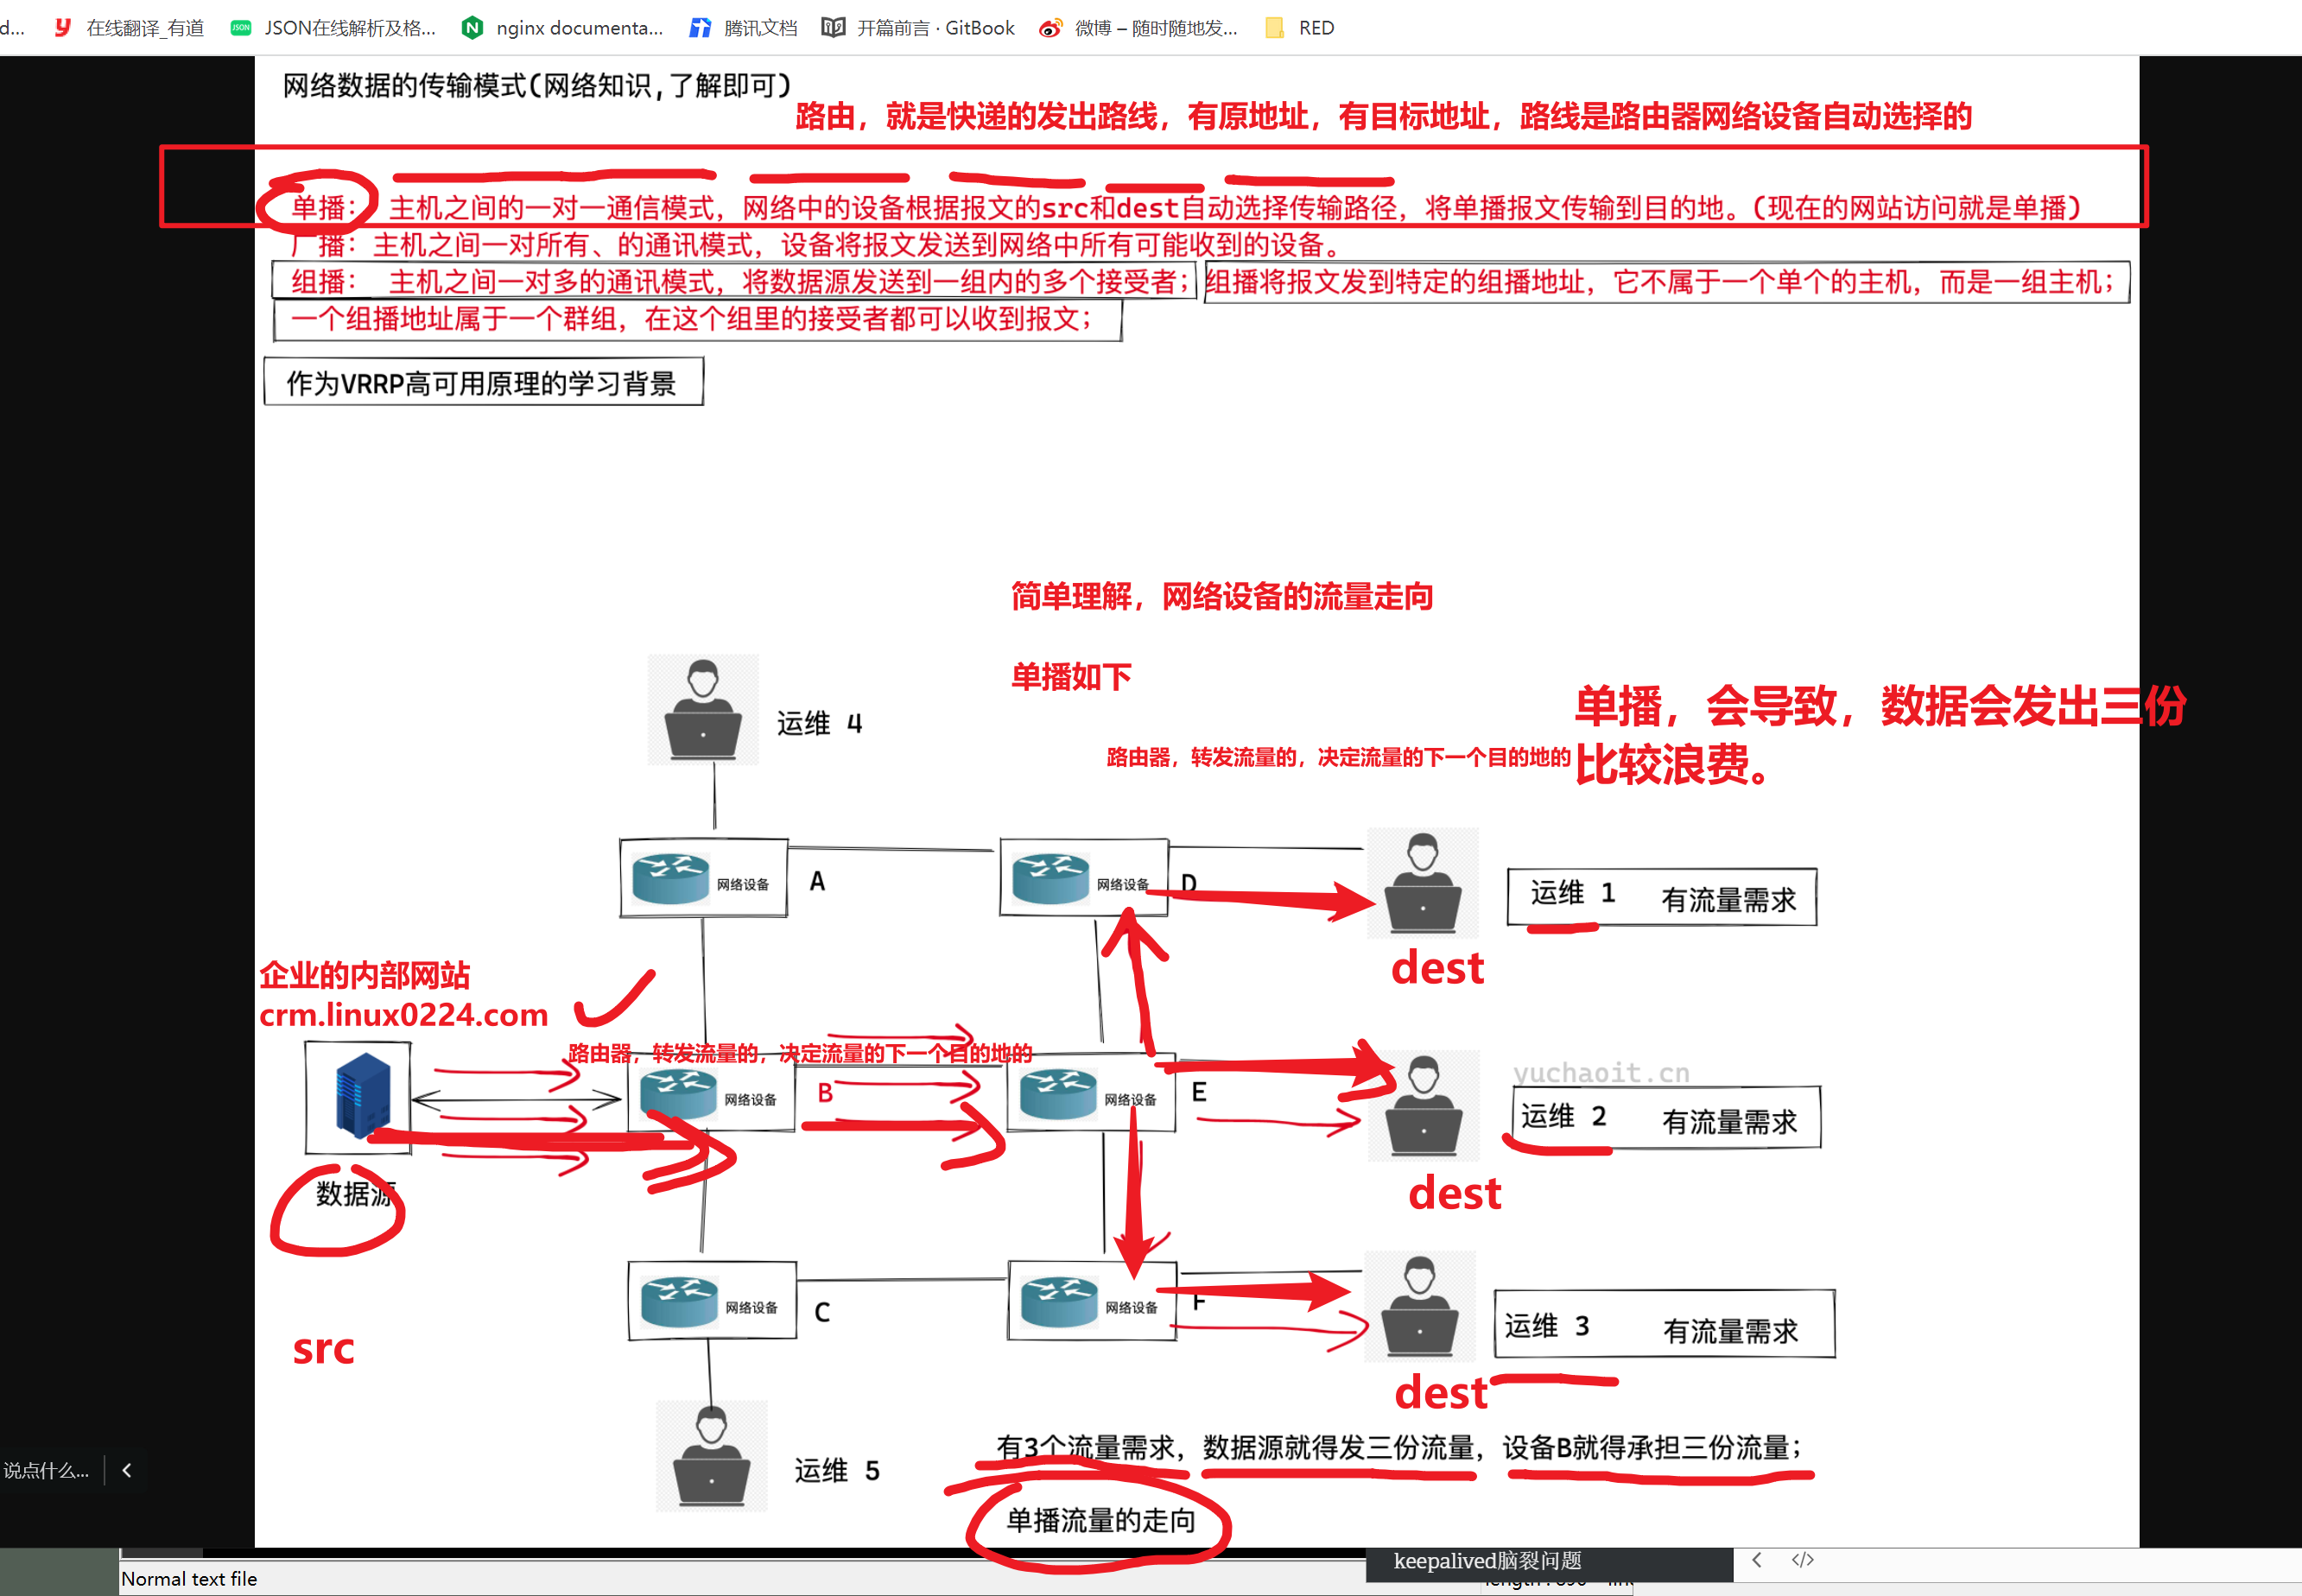 d...
在线翻译_有道
JSON在线解析及格...
nginx documenta...
腾讯文档
开篇前言 · GitBook
微博 – 随时随地发...
RED
网络数据的传输模式(网络知识,了解即可)
路由，就是快递的发出路线，有原地址，有目标地址，路线是路由器网络设备自动选择的
单播： 主机之间的一对一通信模式，网络中的设备根据报文的src和dest自动选择传输路径，将单播报文传输到目的地。(现在的网站访问就是单播)
广播：主机之间一对所有、的通讯模式，设备将报文发送到网络中所有可能收到的设备。
组播： 主机之间一对多的通讯模式，将数据源发送到一组内的多个接受者；组播将报文发到特定的组播地址，它不属于一个单个的主机，而是一组主机；
一个组播地址属于一个群组，在这个组里的接受者都可以收到报文；
作为VRRP高可用原理的学习背景
简单理解，网络设备的流量走向
单播如下
单播，会导致，数据会发出三份
比较浪费。
运维 4
路由器，转发流量的，决定流量的下一个目的地的
网络设备 A
网络设备 D
运维 1 有流量需求
dest
企业的内部网站
crm.linux0224.com
路由器，转发流量的，决定流量的下一个目的地的
yuchaoit.cn
网络设备 B
网络设备 E
运维 2 有流量需求
数据源
dest
网络设备 C
网络设备 F
运维 3 有流量需求
src
dest
有3个流量需求，数据源就得发三份流量，设备B就得承担三份流量；
说点什么...
运维 5
单播流量的走向
keepalived脑裂问题
Normal text file